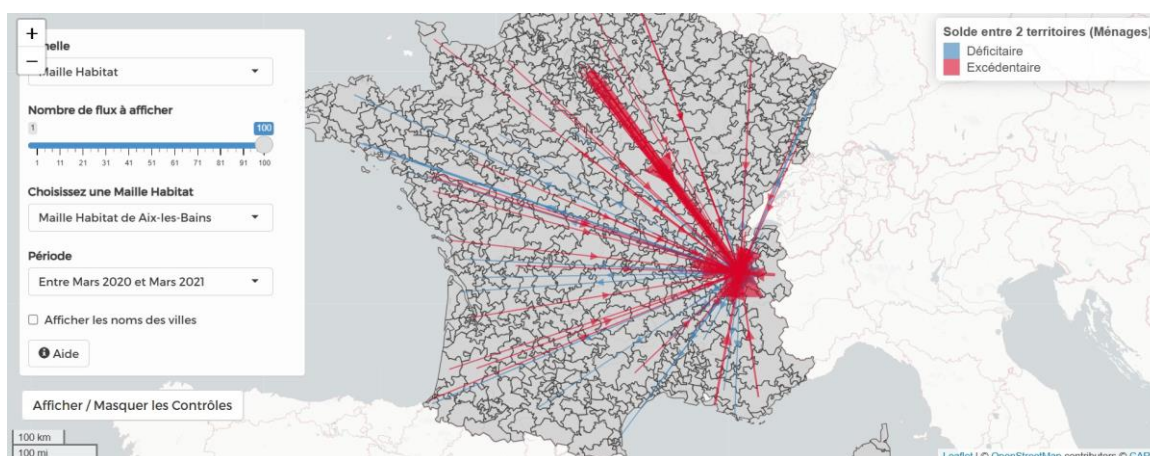 +
−
Maille Habitat
Nombre de flux à afficher
1
100
1 11 21 31 41 51 61 71 81 91 100
Choisissez une Maille Habitat
Maille Habitat de Aix-les-Bains
Période
Entre Mars 2020 et Mars 2021
Afficher les noms des villes
Aide
Afficher / Masquer les Contrôles
100 km
100 mi
Solde entre 2 territoires (Ménages)
Déficitaire
Excédentaire
Leaflet | © OpenStreetMap contributors © CAR